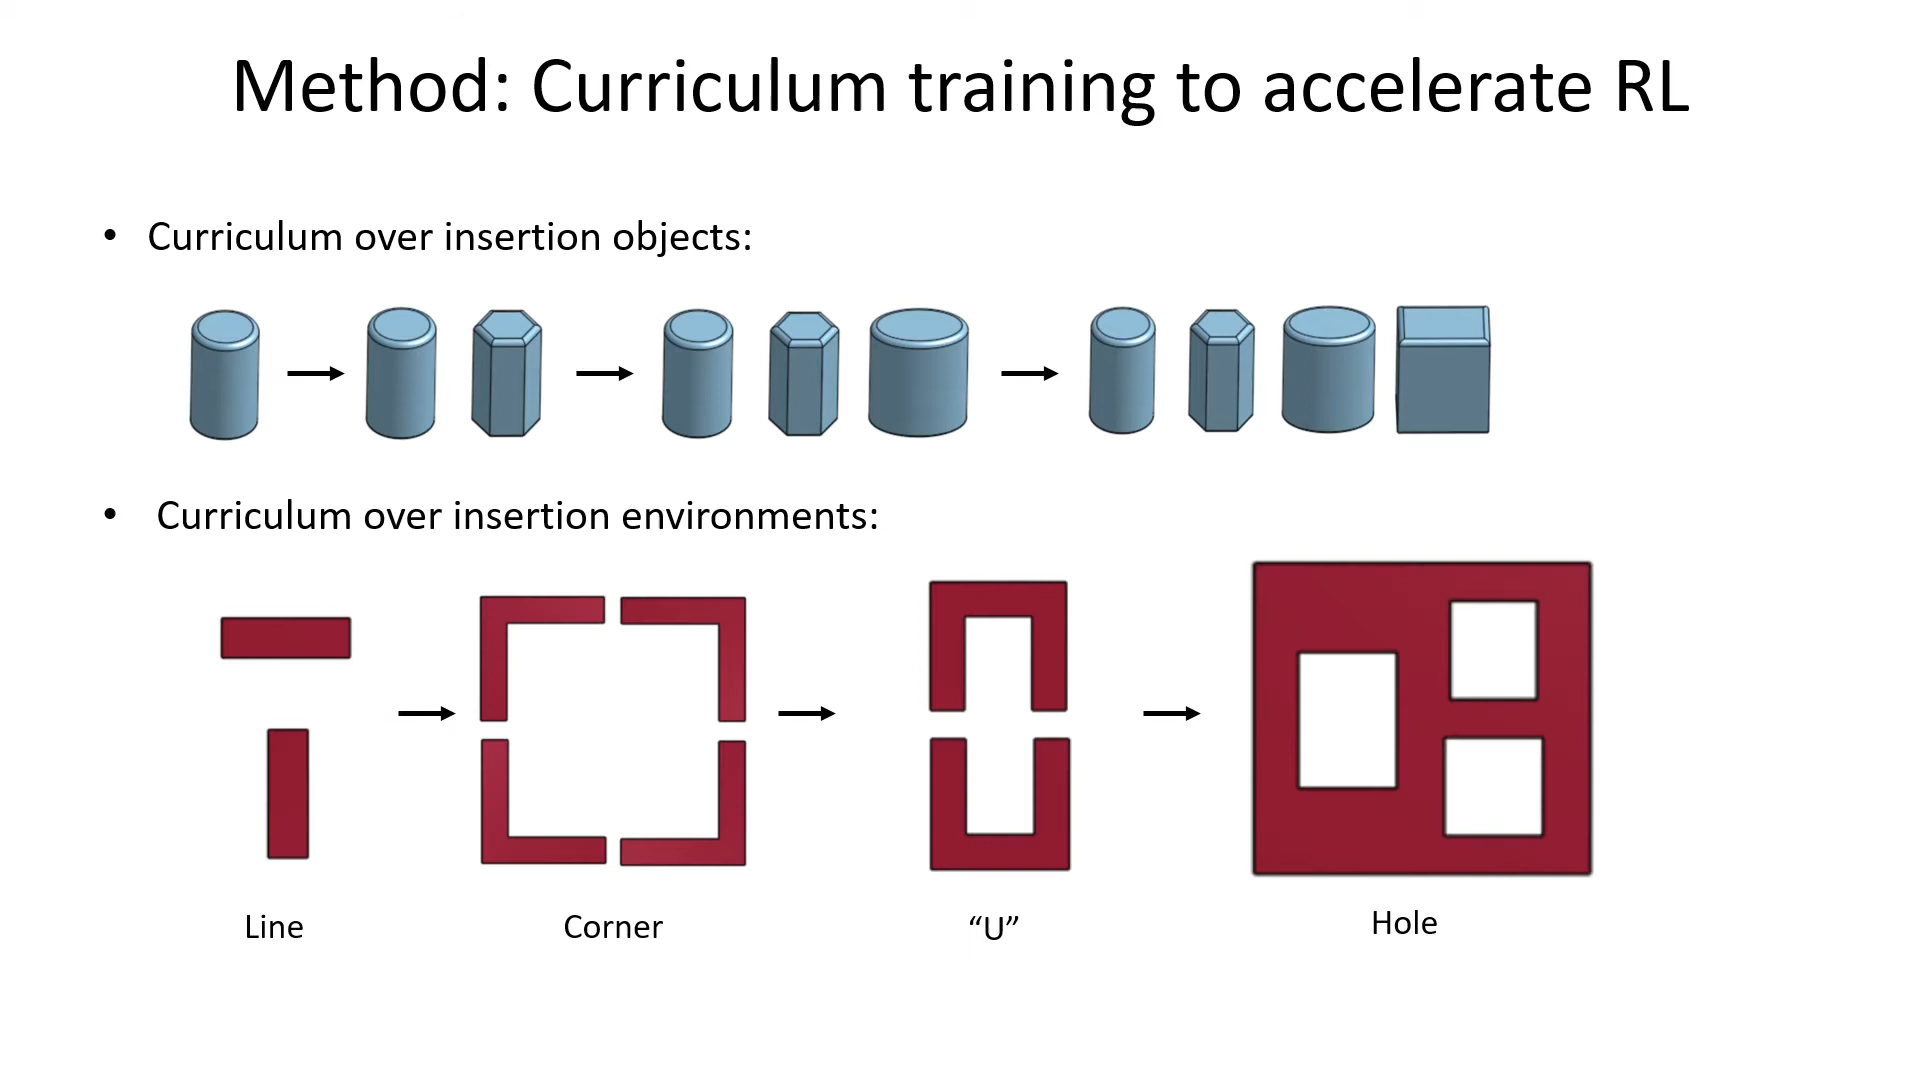 Method: Curriculum training to accelerate RL
• Curriculum over insertion objects:
• Curriculum over insertion environments:
Line
Corner
“U”
Hole